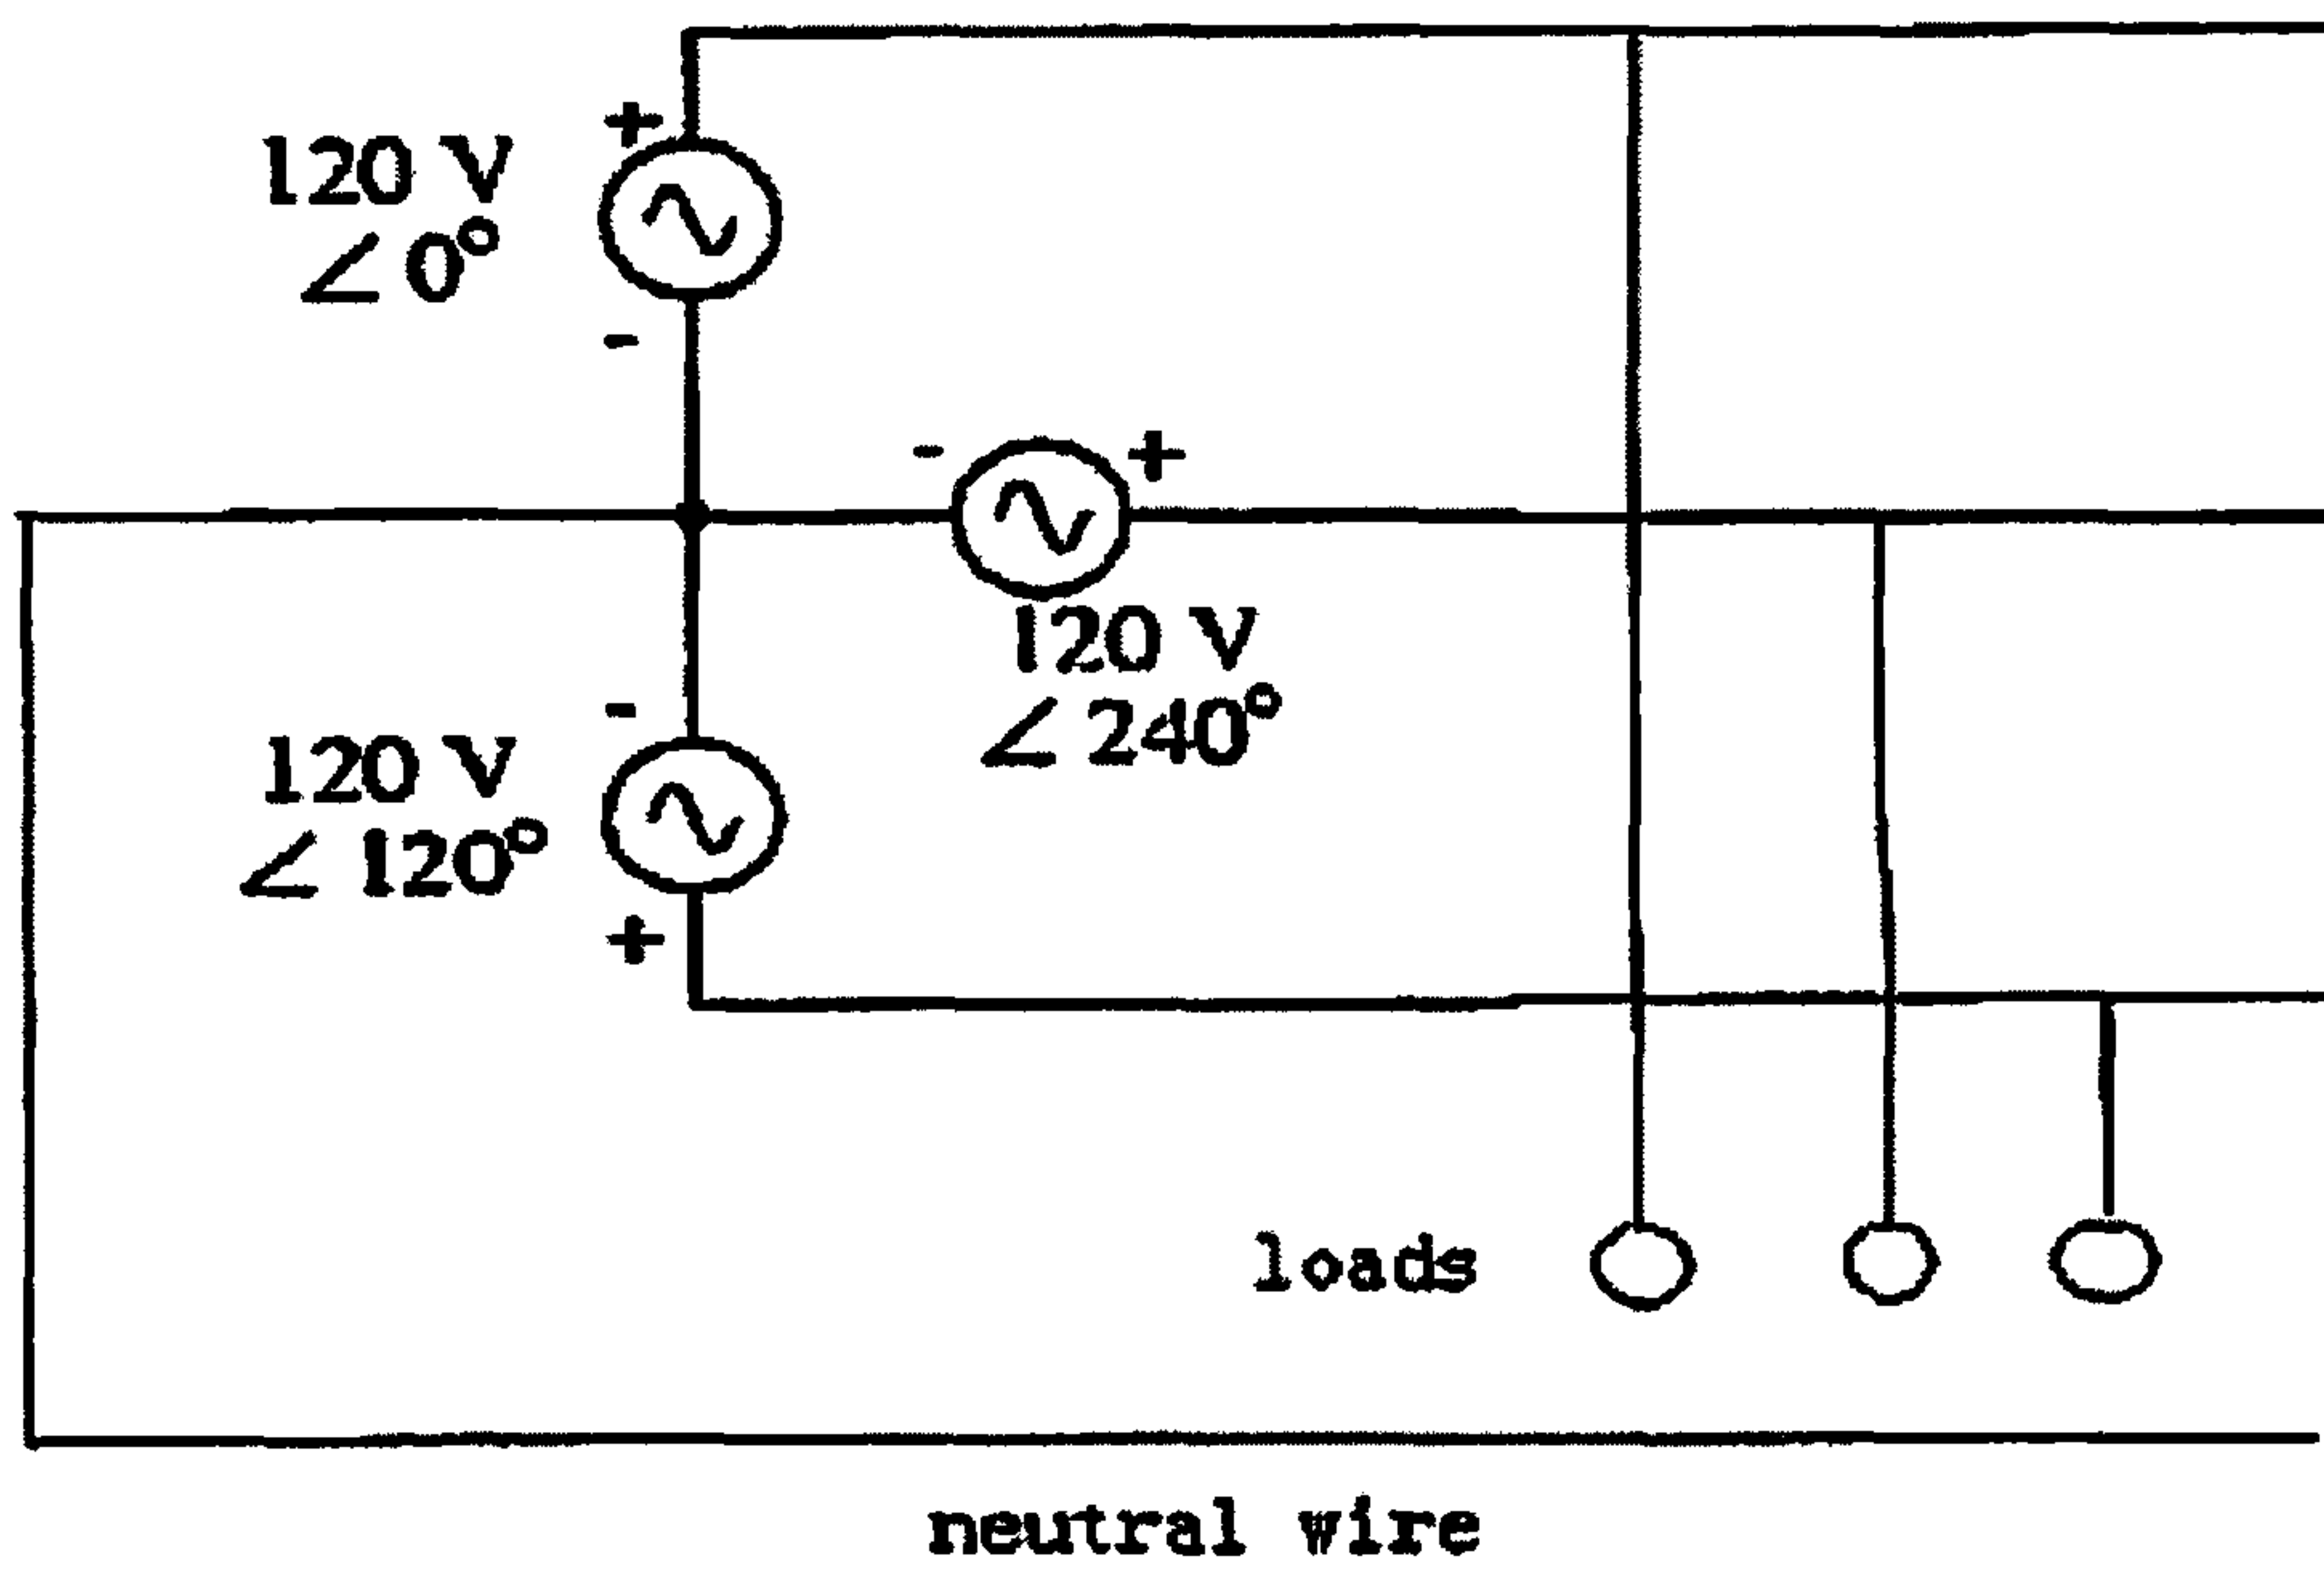 +
120 V
∠ 0°
-
- +
120 V
∠ 240°
-
120 V
∠ 120°
+
loads
neutral wire